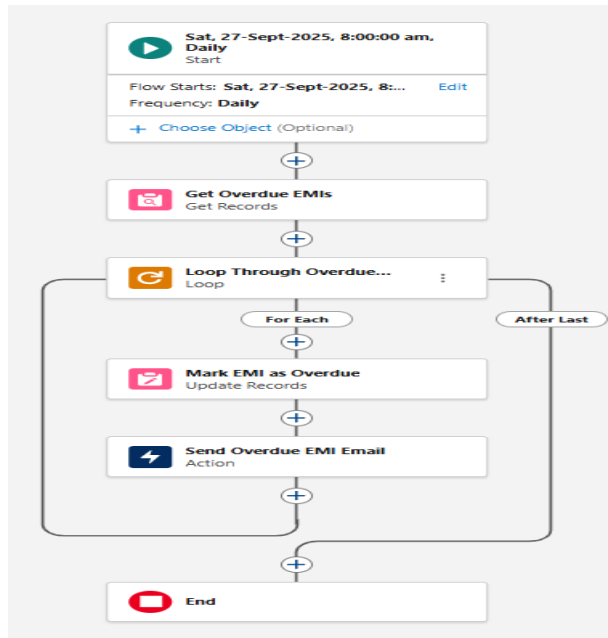 Sat, 27-Sept-2025, 8:00:00 am,
Daily
Start
Flow Starts: Sat, 27-Sept-2025, 8:... Edit
Frequency: Daily
+ Choose Object (Optional)
Get Overdue EMIs
Get Records
Loop Through Overdue...
Loop
For Each
After Last
Mark EMI as Overdue
Update Records
Send Overdue EMI Email
Action
End